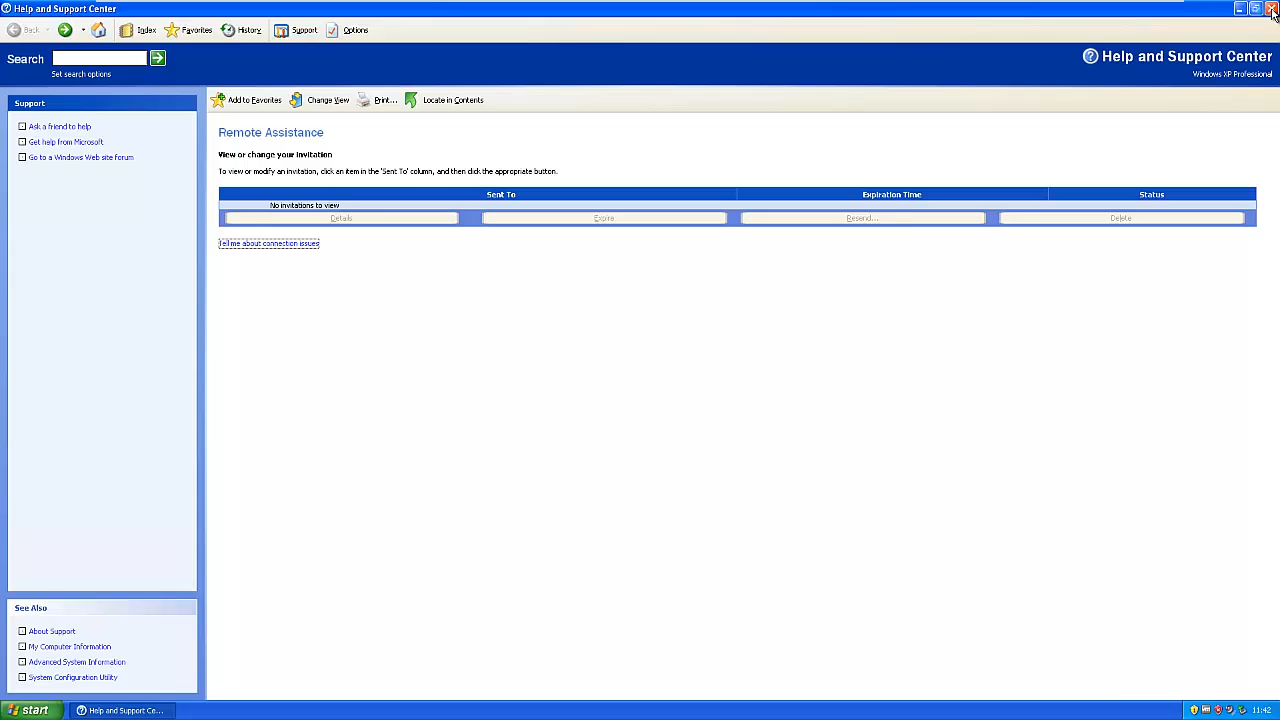 Help and Support Center
Back
Index
Favorites
History
Support
Options
Search
Set search options
Help and Support Center
Windows XP Professional
Support
Ask a friend to help
Get help from Microsoft
Go to a Windows Web site forum
See Also
About Support
My Computer Information
Advanced System Information
System Configuration Utility
Add to Favorites
Change View
Print...
Locate in Contents
Remote Assistance
View or change your invitation
To view or modify an invitation, click an item in the 'Sent To' column, and then click the appropriate button.
Sent To Expiration Time Status
No invitations to view
Details Expire Resend... Delete
Tell me about connection issues
start
Help and Support Ce...
11:42